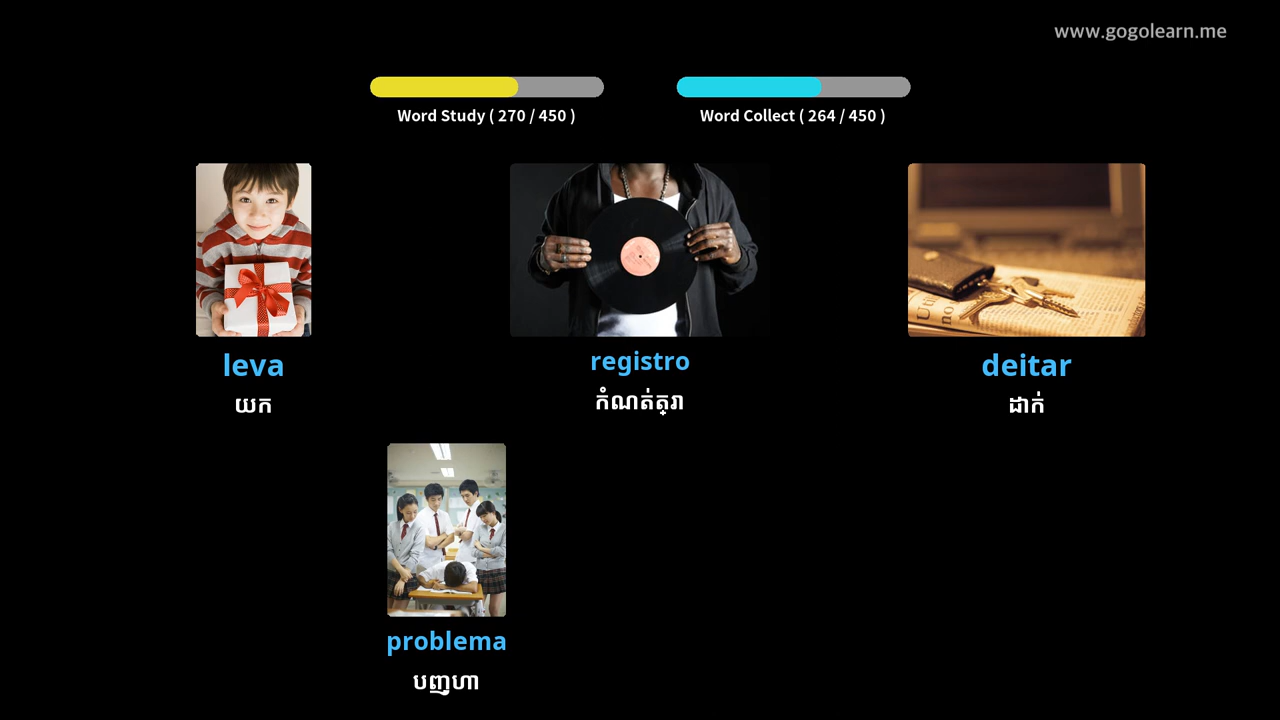 www.gogolearn.me
Word Study ( 270 / 450 )
Word Collect ( 264 / 450 )
leva
យក
registro
កំណត់ត្រា
deitar
ដាក់
problema
បញ្ហា